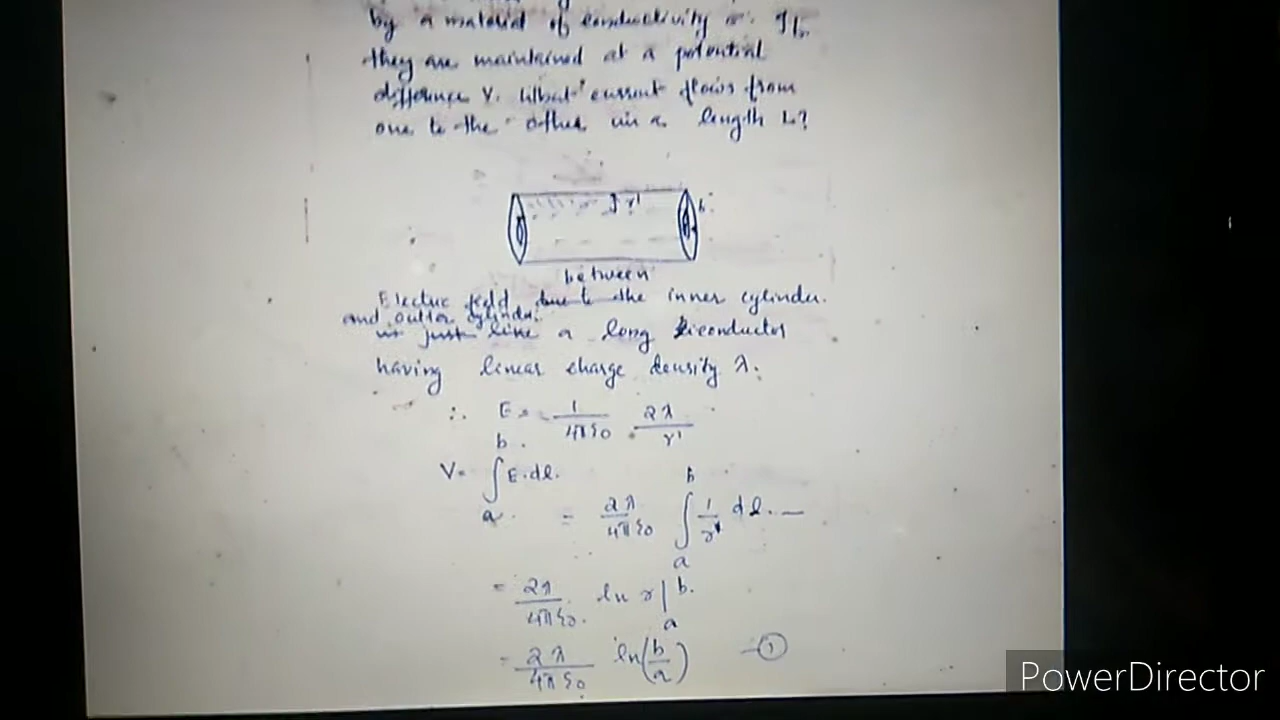 by a material of conductivity σ. If
they are maintained at a potential
difference V. What current flows from
one to the other in a length L?
r' b
between
Electric field due to the inner cylinder
and outer cylinder.
is just like a long conductor
having linear charge density λ.
∴ E = 1/4πε0 2λ/r'
V = ∫ₐᵇ E.dl.
= 2λ/4πε0 ∫ₐᵇ 1/r dl. —
= 2λ/4πε0. ln r|ₐᵇ.
= 2λ/4πε0 ln(b/a) —①
PowerDirector